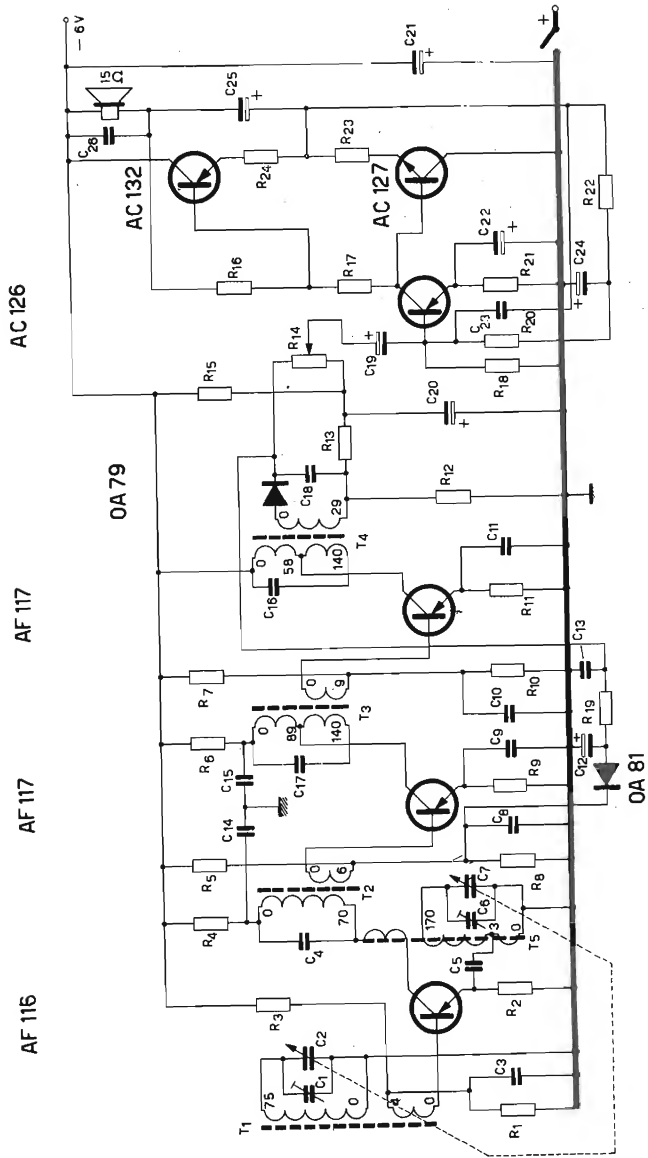 AF 116
AF 117
AF 117
OA 79
AC 126
AC 132
AC 127
− 6V
15 Ω
+
T1
75
0
4
0
C1
C2
R1
C3
R3
R2
C5
R4
C4
0
70
T2
0
6
170
3
0
T5
C6
C7
R5
R8
C8
C14
C15
R6
R9
C9
0
89
140
C17
T3
0
9
R7
C10
R10
C12
+
R19
C13
OA 81
R11
C11
C16
0
58
140
T4
0
29
C18
R13
R12
R15
R14
C20
+
C19
+
R18
R20
C23
R16
R17
R21
C22
+
C24
+
R22
R24
R23
C26
C25
+
C21
+